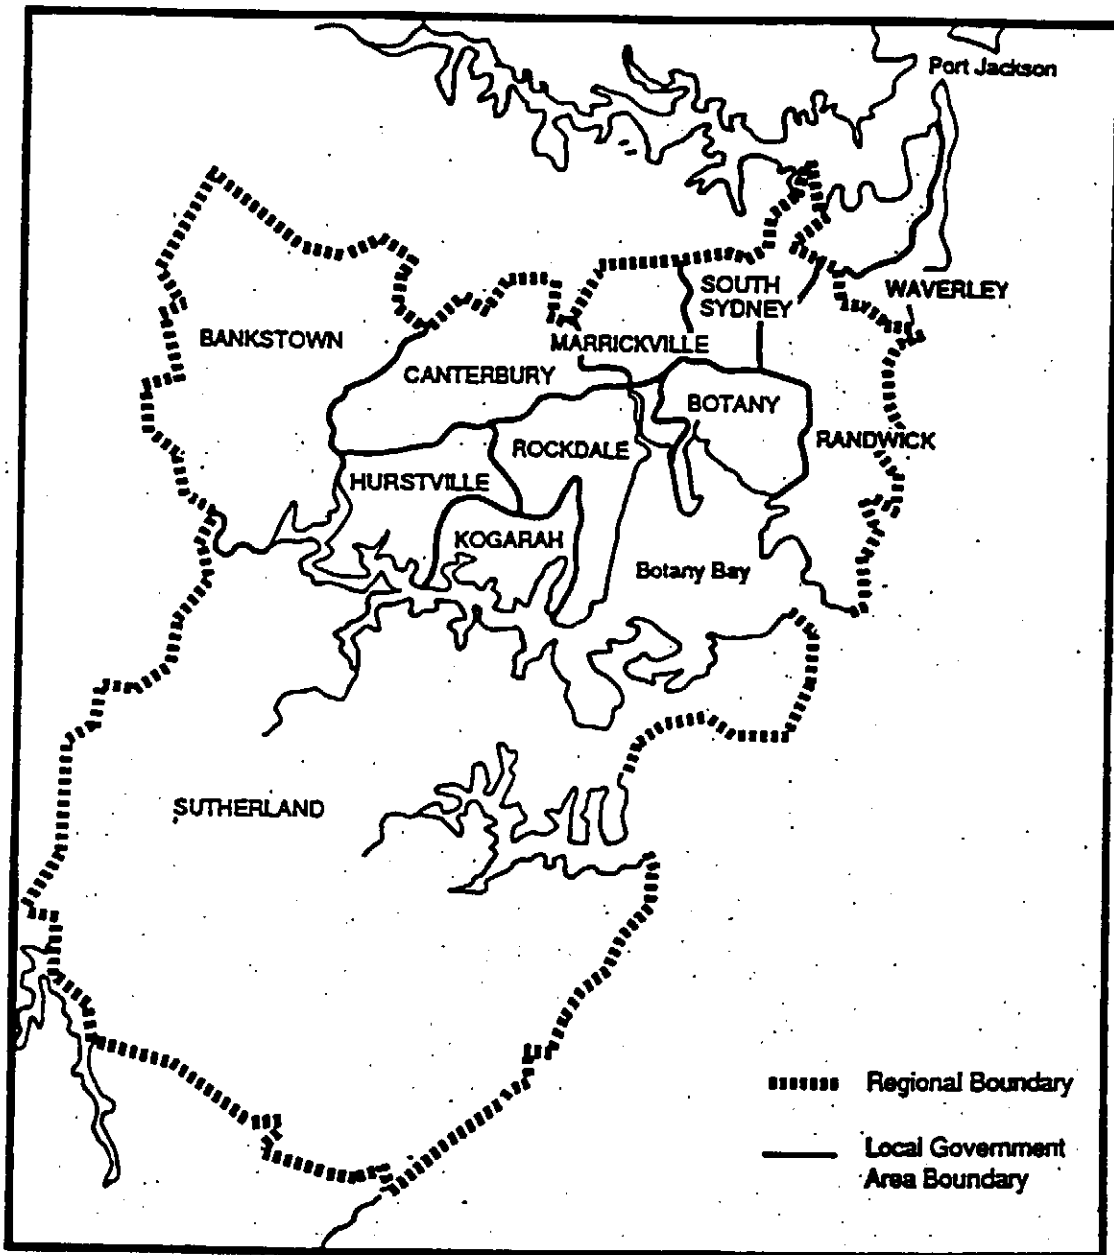 Port Jackson
SOUTH
SYDNEY
WAVERLEY
BANKSTOWN
MARRICKVILLE
CANTERBURY
BOTANY
ROCKDALE
RANDWICK
HURSTVILLE
KOGARAH
Botany Bay
SUTHERLAND
Regional Boundary
Local Government
Area Boundary